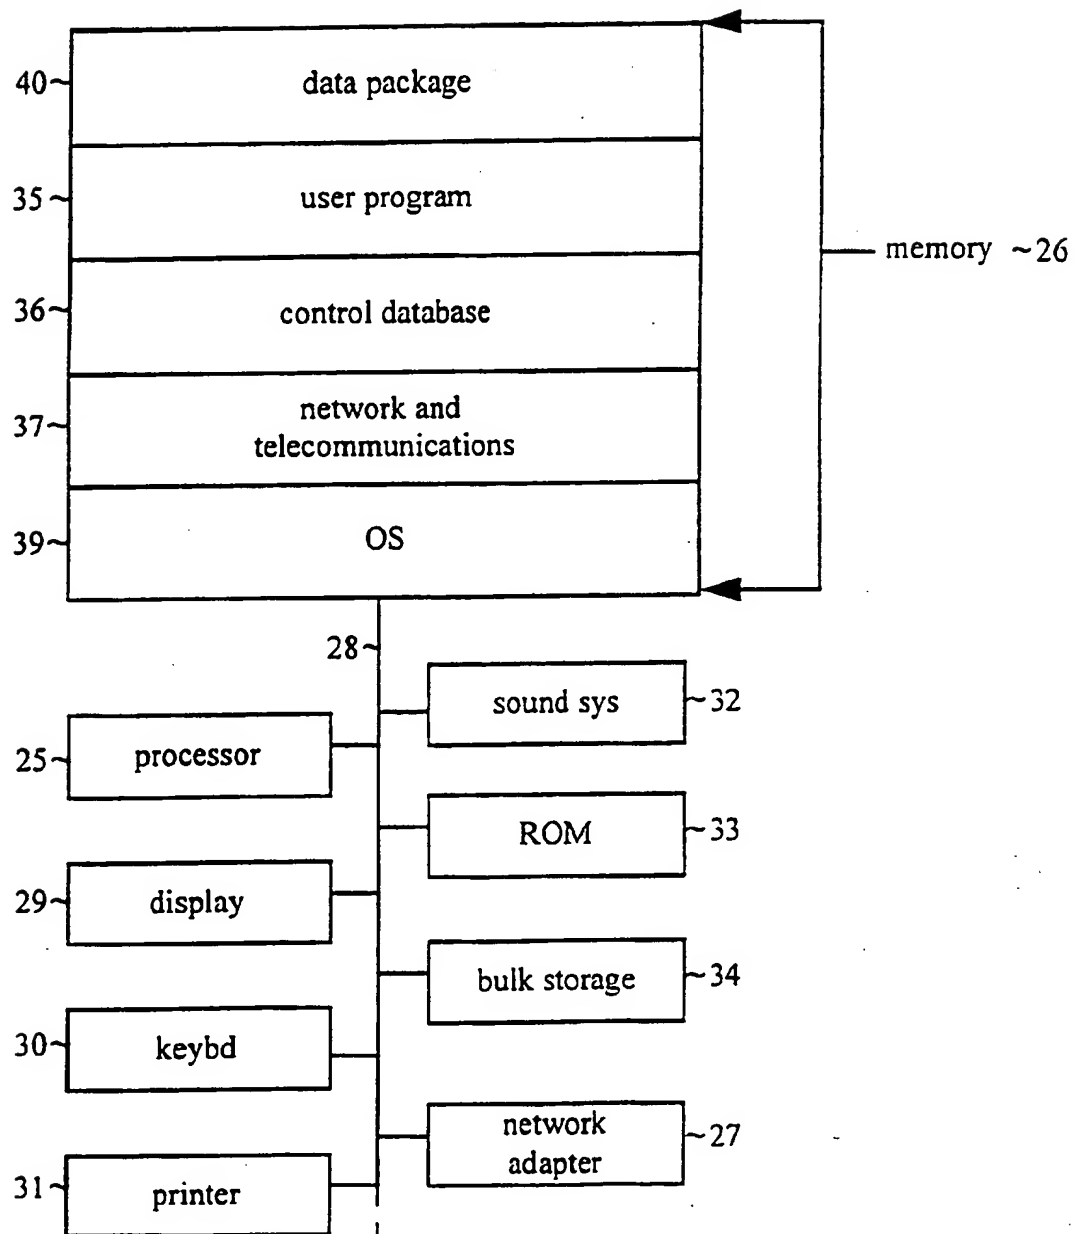 40~ data package
35~ user program
memory ~26
36~ control database
37~ network and
telecommunications
39~ OS
28~
sound sys ~32
25~ processor
ROM ~33
29~ display
bulk storage ~34
30~ keybd
network
adapter ~27
31~ printer